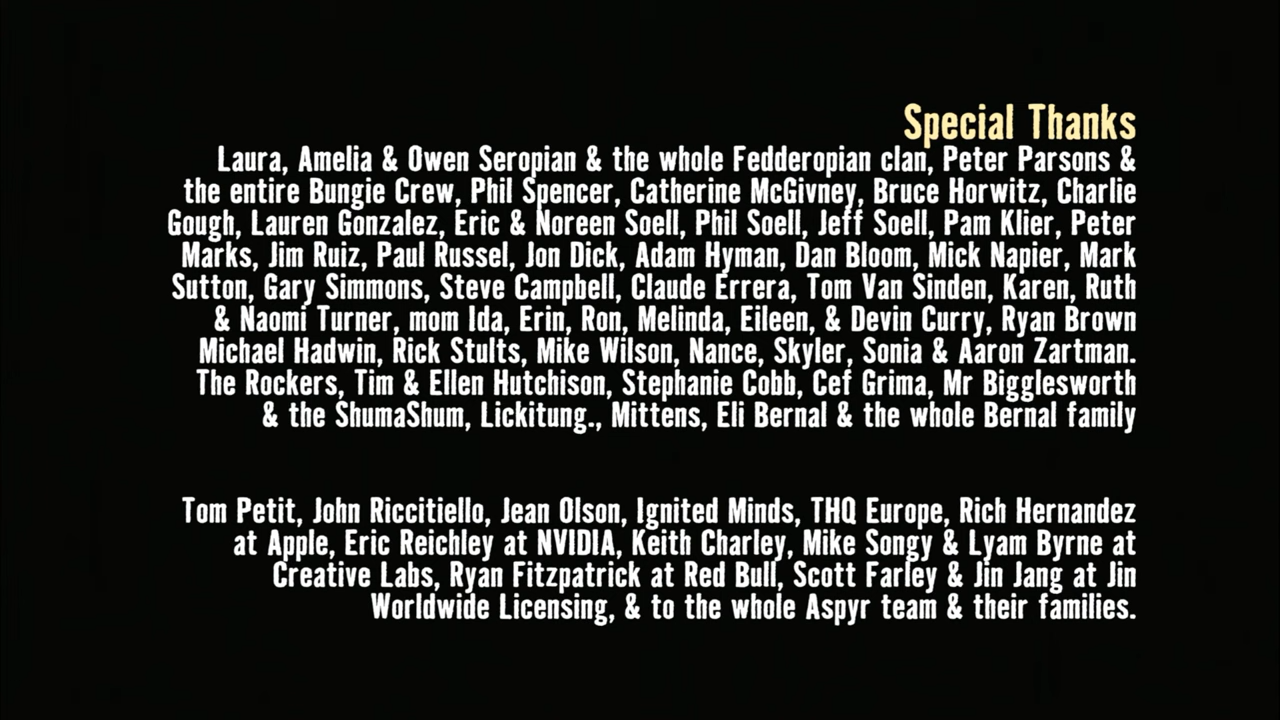 Special Thanks
Laura, Amelia & Owen Seropian & the whole Fedderopian clan, Peter Parsons &
the entire Bungie Crew, Phil Spencer, Catherine McGivney, Bruce Horwitz, Charlie
Gough, Lauren Gonzalez, Eric & Noreen Soell, Phil Soell, Jeff Soell, Pam Klier, Peter
Marks, Jim Ruiz, Paul Russel, Jon Dick, Adam Hyman, Dan Bloom, Mick Napier, Mark
Sutton, Gary Simmons, Steve Campbell, Claude Errera, Tom Van Sinden, Karen, Ruth
& Naomi Turner, mom Ida, Erin, Ron, Melinda, Eileen, & Devin Curry, Ryan Brown
Michael Hadwin, Rick Stults, Mike Wilson, Nance, Skyler, Sonia & Aaron Zartman.
The Rockers, Tim & Ellen Hutchison, Stephanie Cobb, Cef Grima, Mr Bigglesworth
& the ShumaShum, Lickitung., Mittens, Eli Bernal & the whole Bernal family
Tom Petit, John Riccitiello, Jean Olson, Ignited Minds, THQ Europe, Rich Hernandez
at Apple, Eric Reichley at NVIDIA, Keith Charley, Mike Songy & Lyam Byrne at
Creative Labs, Ryan Fitzpatrick at Red Bull, Scott Farley & Jin Jang at Jin
Worldwide Licensing, & to the whole Aspyr team & their families.